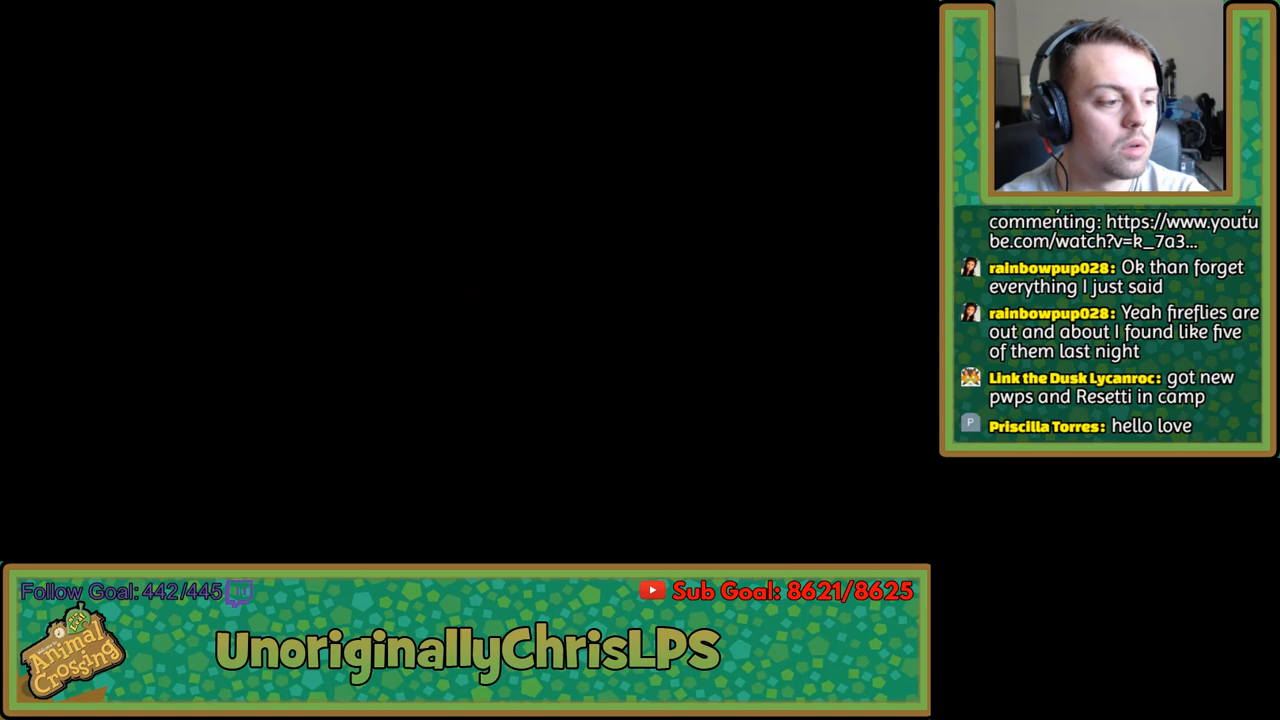 commenting: https://www.youtu
be.com/watch?v=k_7a3...
rainbowpup028: Ok than forget
everything I just said
rainbowpup028: Yeah fireflies are
out and about I found like five
of them last night
Link the Dusk Lycanroc: got new
pwps and Resetti in camp
P
Priscilla Torres: hello love
Follow Goal: 442/445
Sub Goal: 8621/8625
Animal
Crossing
UnoriginallyChrisLPS